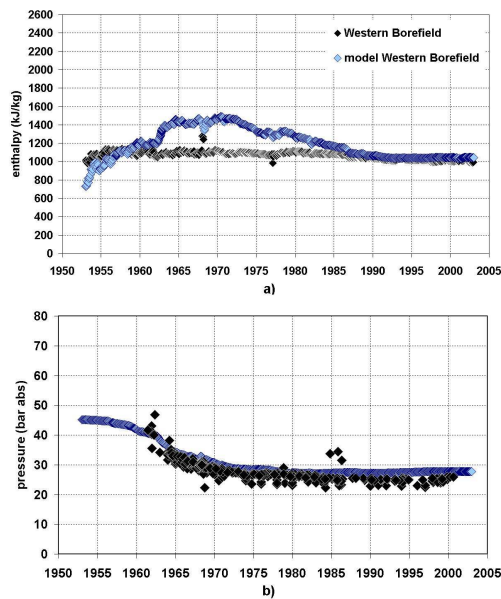 2600
2400
2200
2000
1800
1600
1400
1200
1000
800
600
400
200
0
enthalpy (kJ/kg)
Western Borefield
model Western Borefield
1950 1955 1960 1965 1970 1975 1980 1985 1990 1995 2000 2005
a)
80
70
60
50
40
30
20
10
0
pressure (bar abs)
1950 1955 1960 1965 1970 1975 1980 1985 1990 1995 2000 2005
b)